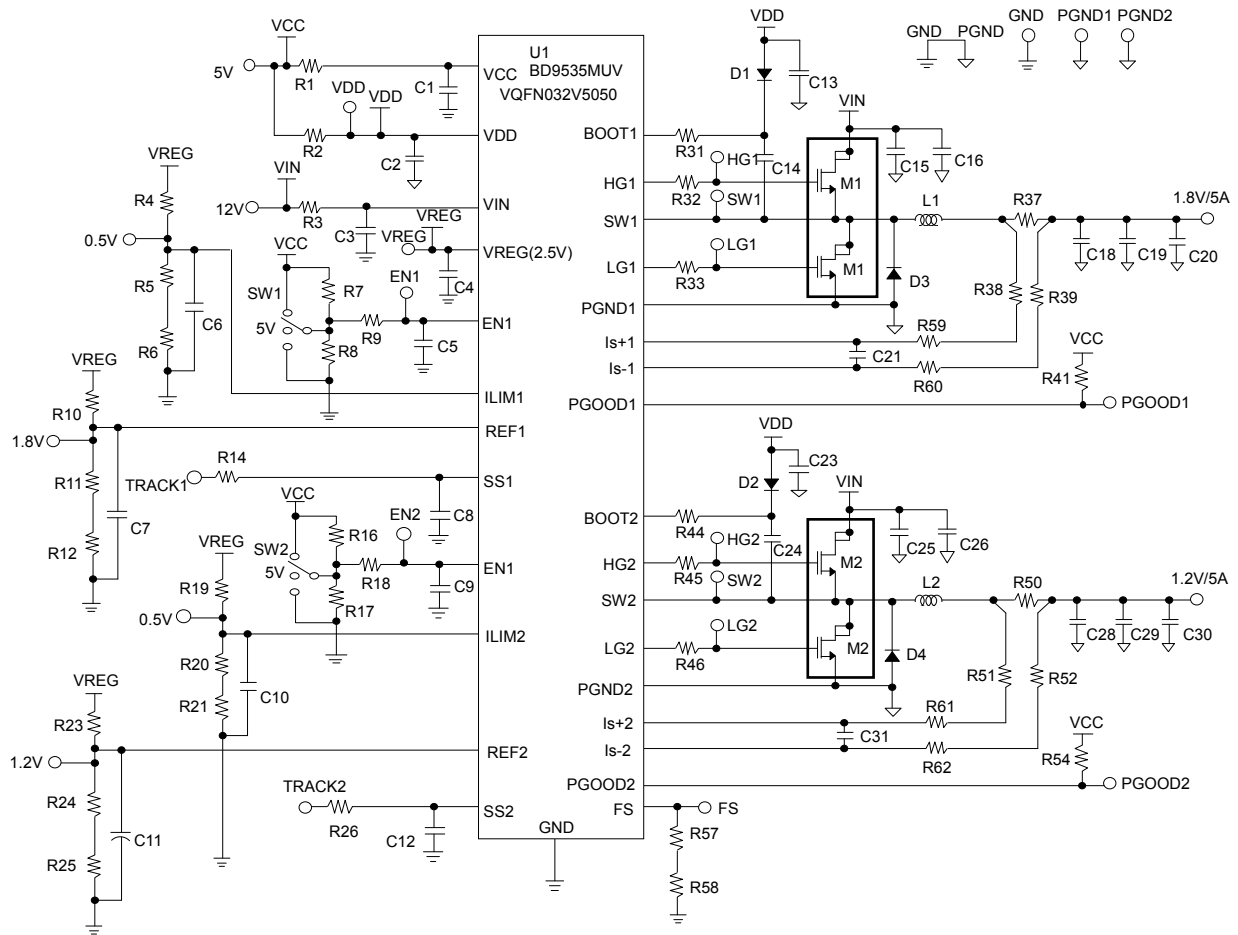 VCC
5V
R1
C1
VDD
VDD
R2
C2
VREG
R4
VIN
12V
R3
C3
VREG
VREG
C4
0.5V
R5
C6
R6
VCC
SW1
5V
R7
R8
EN1
R9
C5
VREG
R10
1.8V
R11
C7
R12
TRACK1
R14
C8
VCC
SW2
5V
R16
R17
EN2
R18
C9
VREG
R19
0.5V
R20
R21
C10
VREG
R23
1.2V
R24
C11
R25
TRACK2
R26
C12
U1
BD9535MUV
VQFN032V5050
VCC
VDD
VIN
VREG(2.5V)
EN1
ILIM1
REF1
SS1
EN1
ILIM2
REF2
SS2
GND
BOOT1
HG1
SW1
LG1
PGND1
Is+1
Is-1
PGOOD1
BOOT2
HG2
SW2
LG2
PGND2
Is+2
Is-2
PGOOD2
FS
VDD
D1
C13
VIN
R31
C14
C15
C16
R32
HG1
M1
SW1
L1
R37
1.8V/5A
LG1
R33
M1
D3
C18
C19
C20
R38
R39
R59
C21
R60
VCC
R41
PGOOD1
VDD
C23
D2
VIN
R44
C24
C25
C26
HG2
R45
M2
SW2
L2
R50
1.2V/5A
LG2
R46
M2
D4
C28
C29
C30
R51
R52
R61
C31
R62
VCC
R54
PGOOD2
FS
R57
R58
GND
PGND
GND
PGND1
PGND2